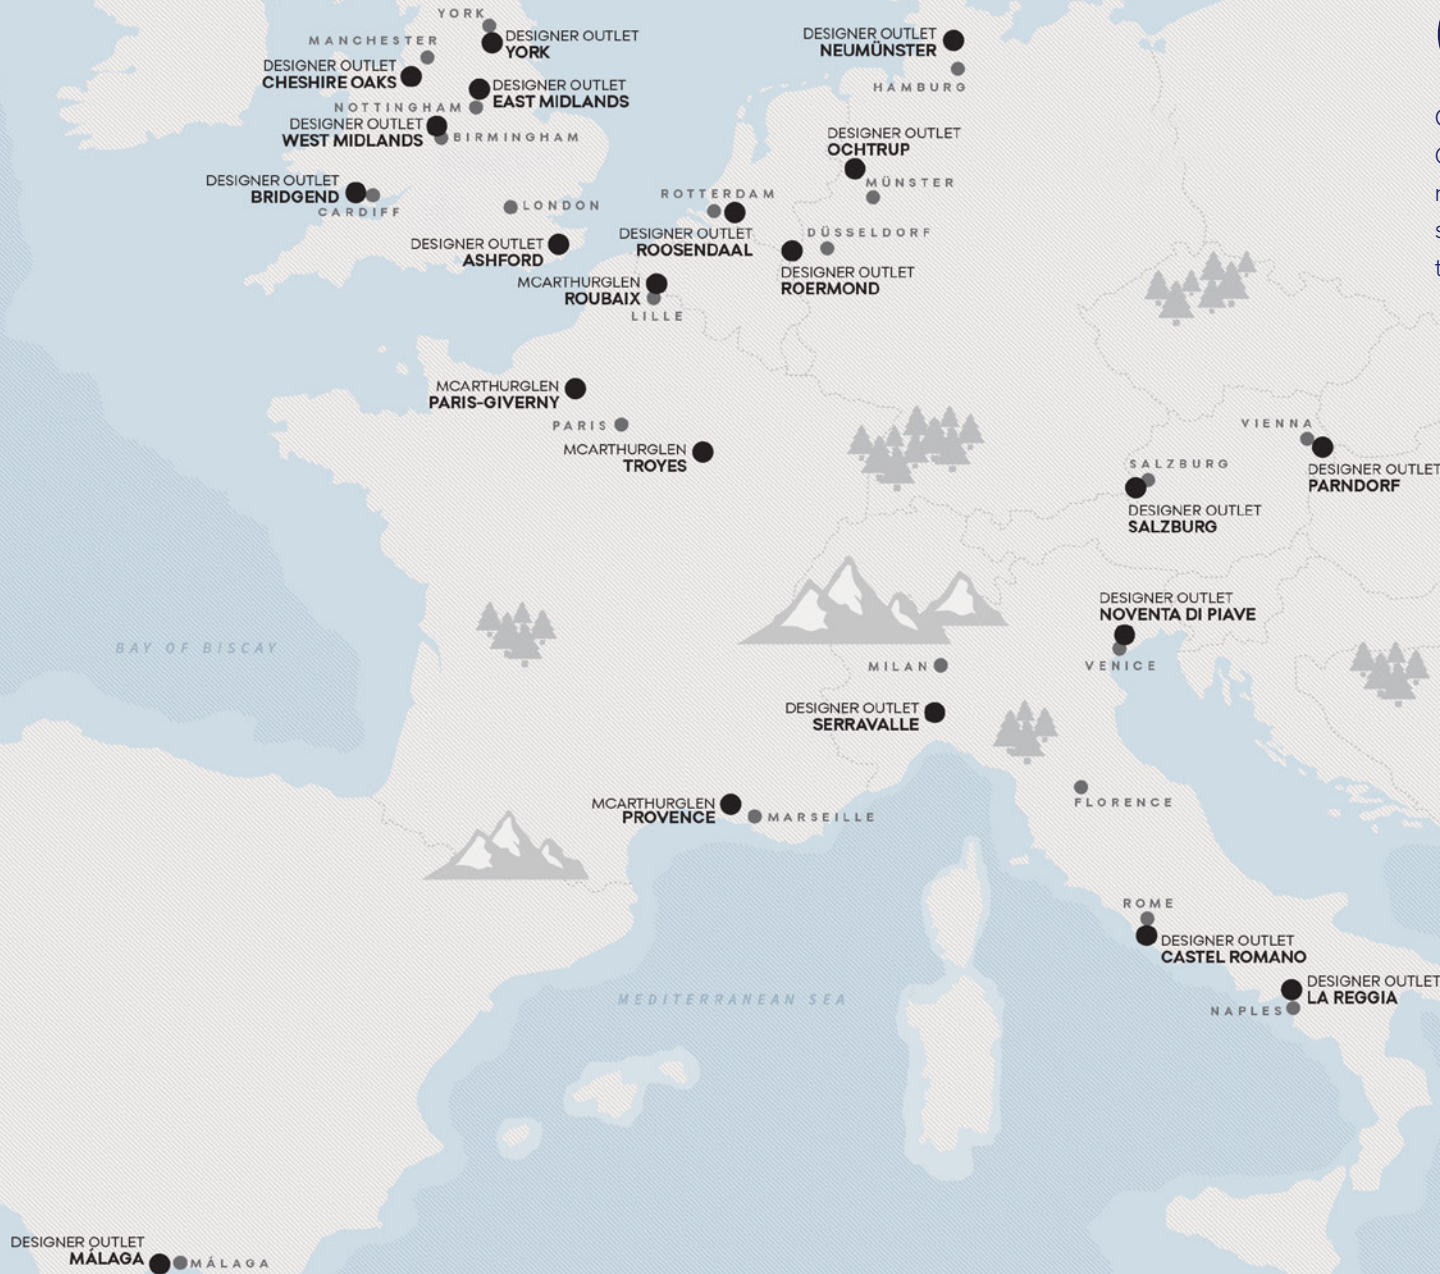 YORK
DESIGNER OUTLET
YORK
MANCHESTER
DESIGNER OUTLET
CHESHIRE OAKS
DESIGNER OUTLET
EAST MIDLANDS
NOTTINGHAM
DESIGNER OUTLET
WEST MIDLANDS
BIRMINGHAM
DESIGNER OUTLET
BRIDGEND
CARDIFF
LONDON
DESIGNER OUTLET
ASHFORD
DESIGNER OUTLET
NEUMÜNSTER
HAMBURG
DESIGNER OUTLET
OCHTRUP
MÜNSTER
ROTTERDAM
DESIGNER OUTLET
ROOSENDAAL
DÜSSELDORF
DESIGNER OUTLET
ROERMOND
MCARTHURGLEN
ROUBAIX
LILLE
MCARTHURGLEN
PARIS-GIVERNY
PARIS
MCARTHURGLEN
TROYES
VIENNA
DESIGNER OUTLET
PARNDORF
SALZBURG
DESIGNER OUTLET
SALZBURG
DESIGNER OUTLET
NOVENTA DI PIAVE
VENICE
BAY OF BISCAY
MILAN
DESIGNER OUTLET
SERRAVALLE
MCARTHURGLEN
PROVENCE
MARSEILLE
FLORENCE
ROME
DESIGNER OUTLET
CASTEL ROMANO
DESIGNER OUTLET
LA REGGIA
NAPLES
MEDITERRANEAN SEA
DESIGNER OUTLET
MÁLAGA
MÁLAGA